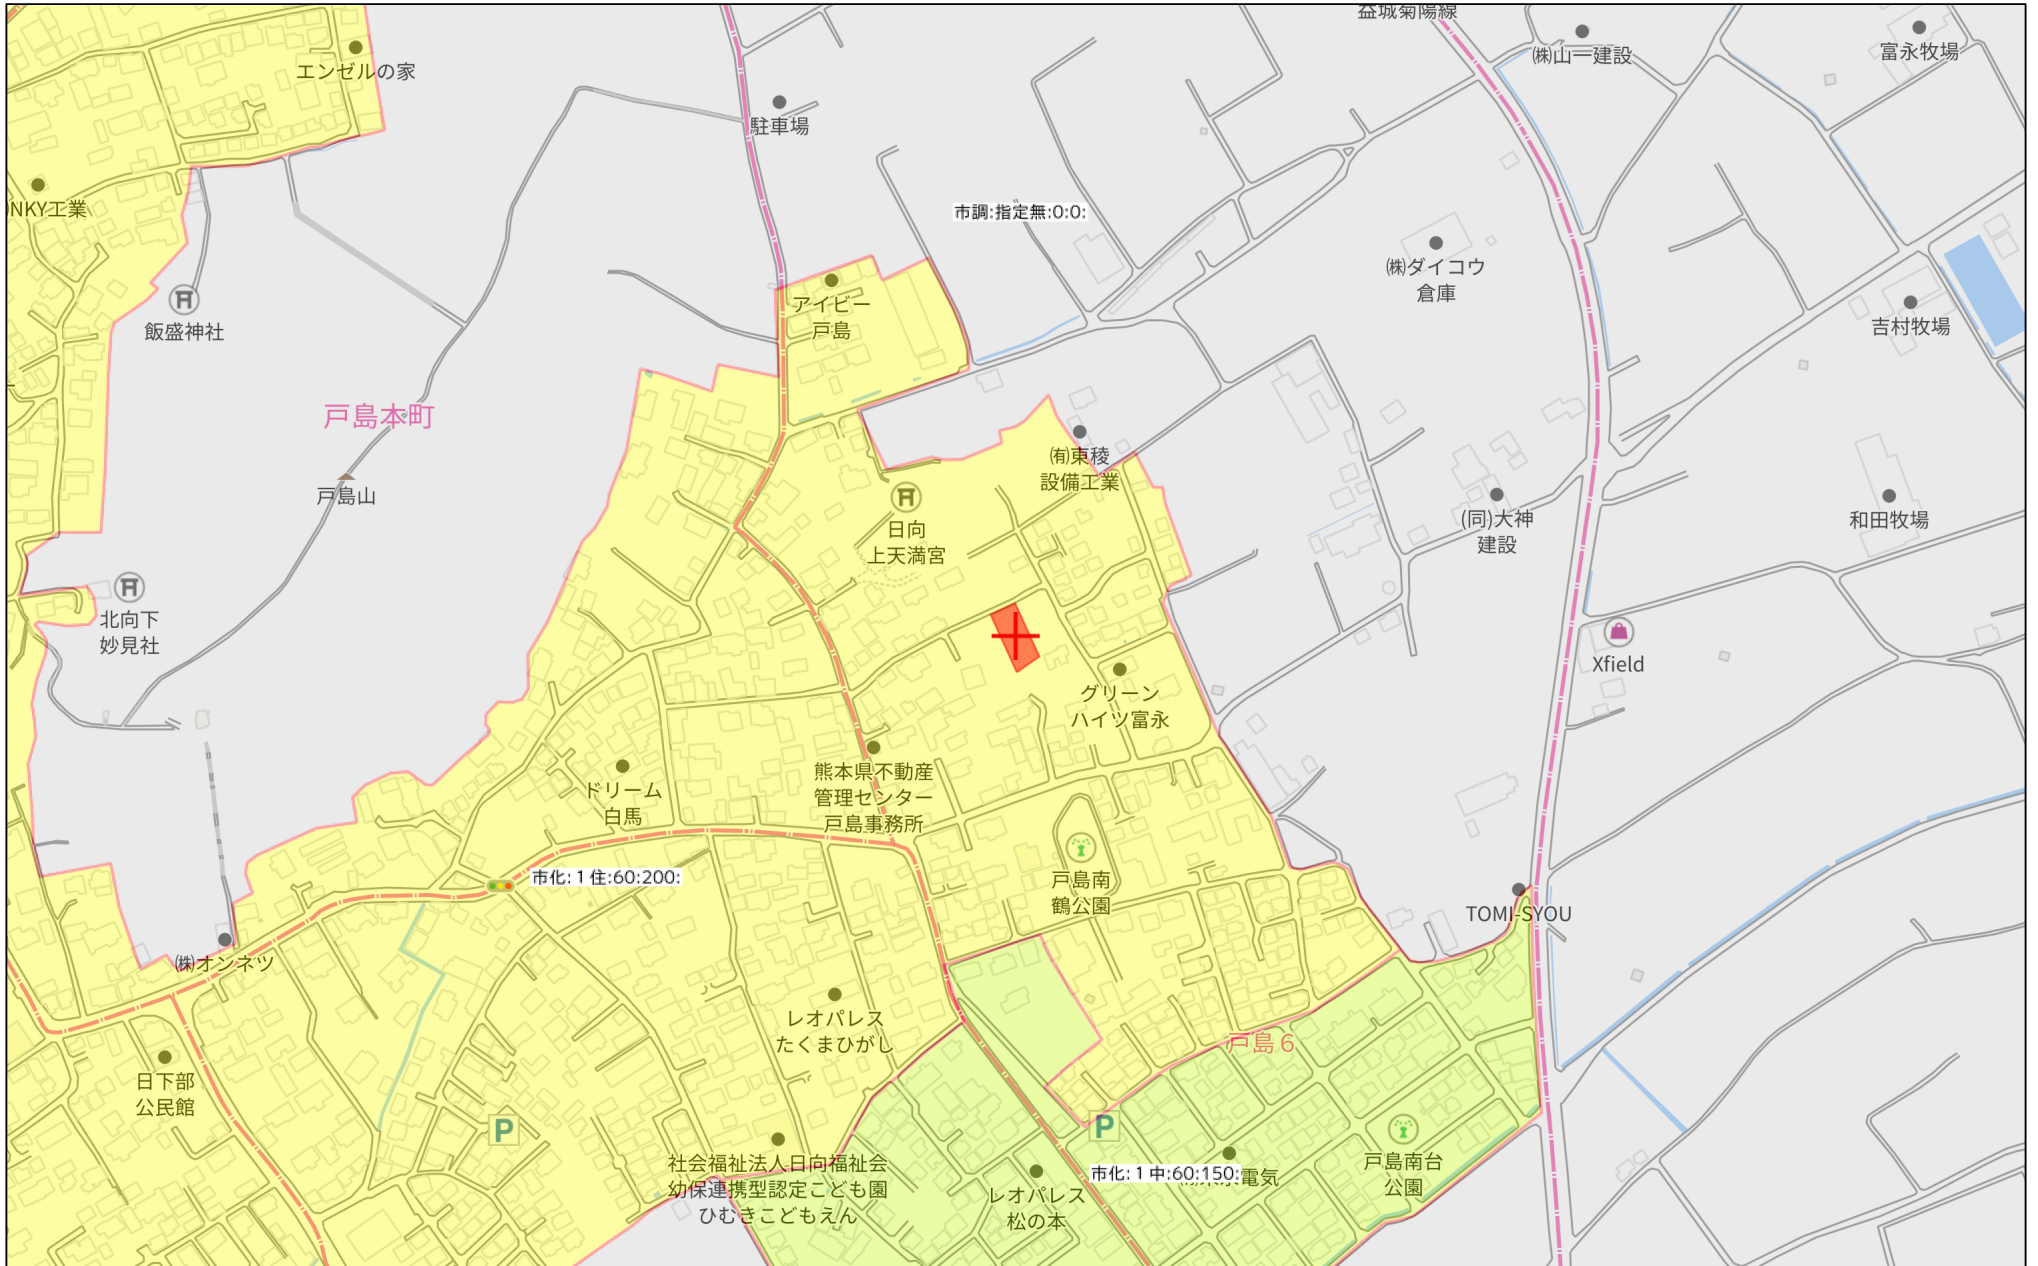 益城菊陽線
㈱山一建設
富永牧場
エンゼルの家
駐車場
NKY工業
市調:指定無:0:0:
㈱ダイコウ
倉庫
アイビー
戸島
吉村牧場
飯盛神社
戸島本町
戸島山
㈲東稜
設備工業
日向
上天満宮
(同)大神
建設
和田牧場
北向下
妙見社
Xfield
グリーン
ハイツ富永
ドリーム
白馬
熊本県不動産
管理センター
戸島事務所
市化:１住:60:200:
戸島南
鶴公園
TOMI-SYOU
㈱オンネツ
レオパレス
たくまひがし
戸島６
日下部
公民館
P
P
社会福祉法人日向福祉会
幼保連携型認定こども園
ひむきこどもえん
市化:１中:60:150:
電気
レオパレス
松の本
戸島南台
公園